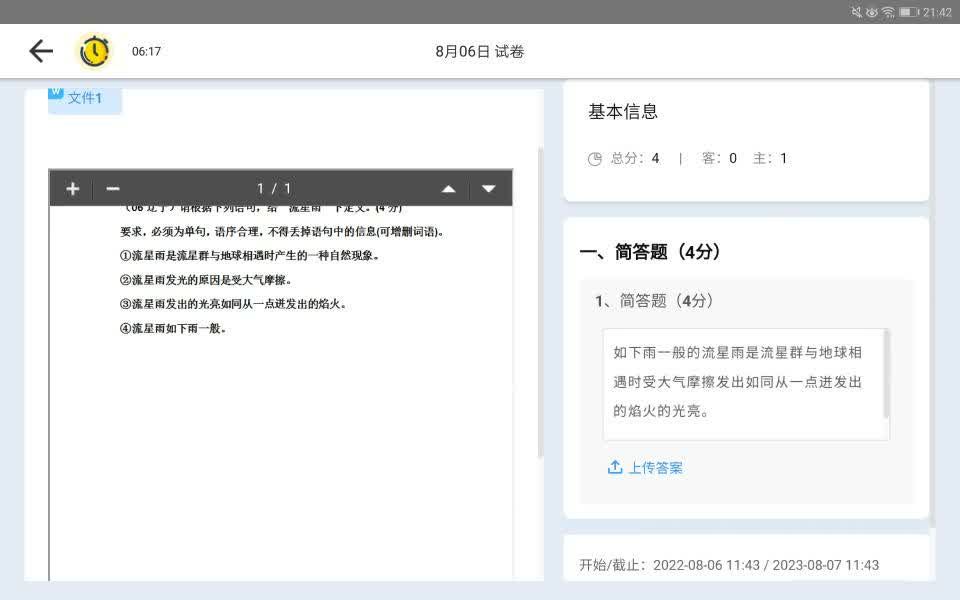 21:42
06:17
8月06日 试卷
文件1
1 / 1
(06 辽宁) 请根据下列语句，给"流星雨"下定义。(4 分)
要求，必须为单句，语序合理，不得丢掉语句中的信息(可增删词语)。
①流星雨是流星群与地球相遇时产生的一种自然现象。
②流星雨发光的原因是受大气摩擦。
③流星雨发出的光亮如同从一点迸发出的焰火。
④流星雨如下雨一般。
基本信息
总分：4 | 客：0 主：1
一、简答题（4分）
1、简答题（4分）
如下雨一般的流星雨是流星群与地球相
遇时受大气摩擦发出如同从一点迸发出
的焰火的光亮。
上传答案
开始/截止：2022-08-06 11:43 / 2023-08-07 11:43